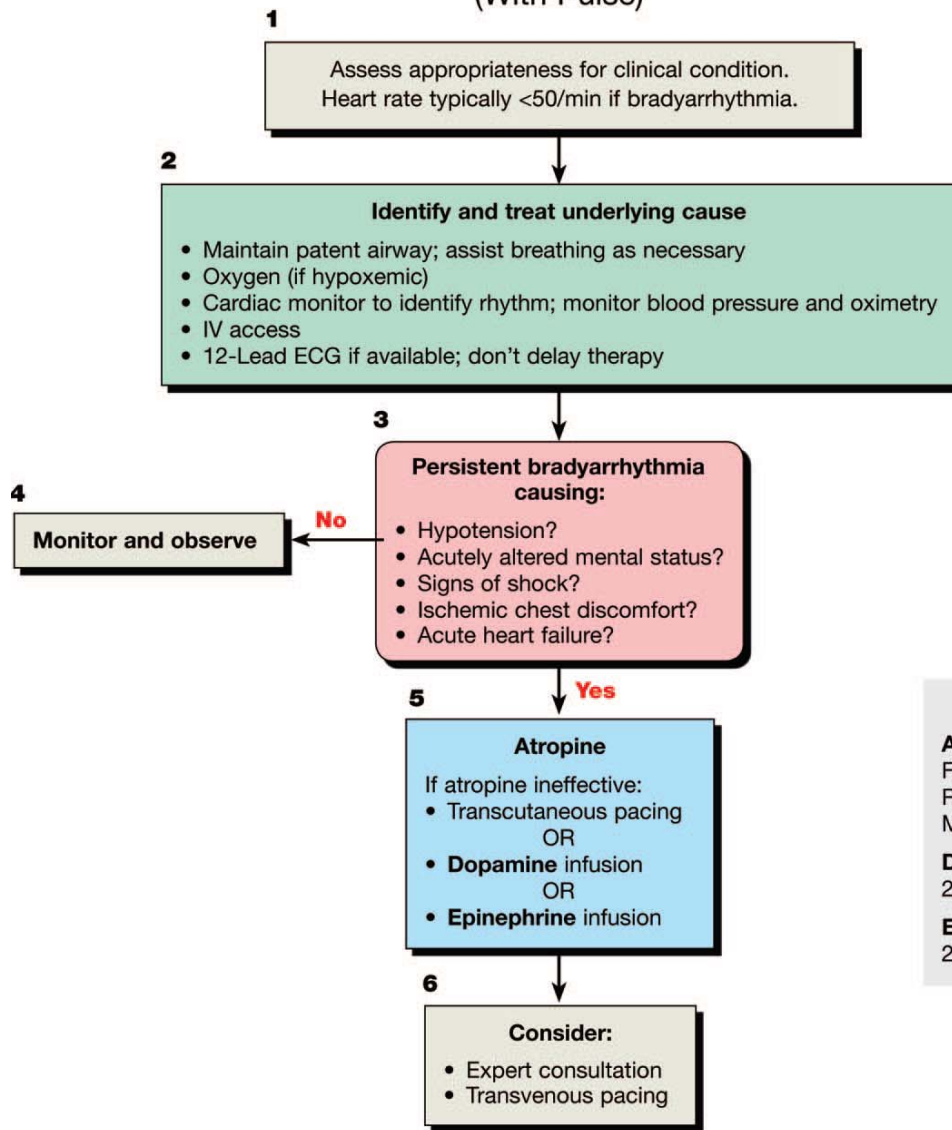 (With Pulse)
1
Assess appropriateness for clinical condition.
Heart rate typically <50/min if bradyarrhythmia.
2
Identify and treat underlying cause
• Maintain patent airway; assist breathing as necessary
• Oxygen (if hypoxemic)
• Cardiac monitor to identify rhythm; monitor blood pressure and oximetry
• IV access
• 12-Lead ECG if available; don't delay therapy
3
Persistent bradyarrhythmia
causing:
• Hypotension?
• Acutely altered mental status?
• Signs of shock?
• Ischemic chest discomfort?
• Acute heart failure?
4
No
Monitor and observe
Yes
5
Atropine
If atropine ineffective:
• Transcutaneous pacing
OR
• Dopamine infusion
OR
• Epinephrine infusion
6
Consider:
• Expert consultation
• Transvenous pacing